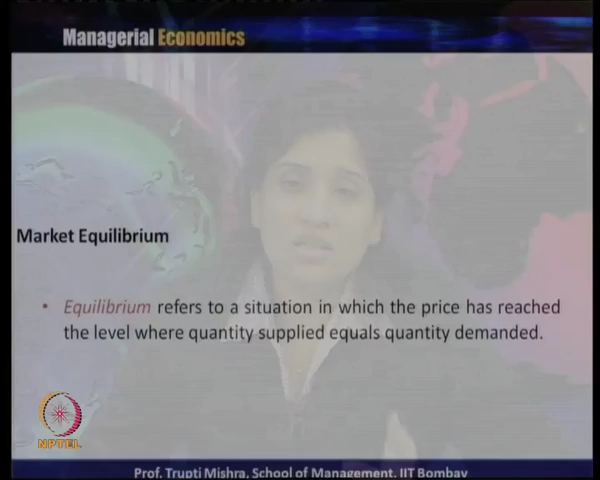 Managerial Economics
Market Equilibrium
• Equilibrium refers to a situation in which the price has reached
the level where quantity supplied equals quantity demanded.
NPTEL
Prof. Trupti Mishra, School of Management, IIT Bombay